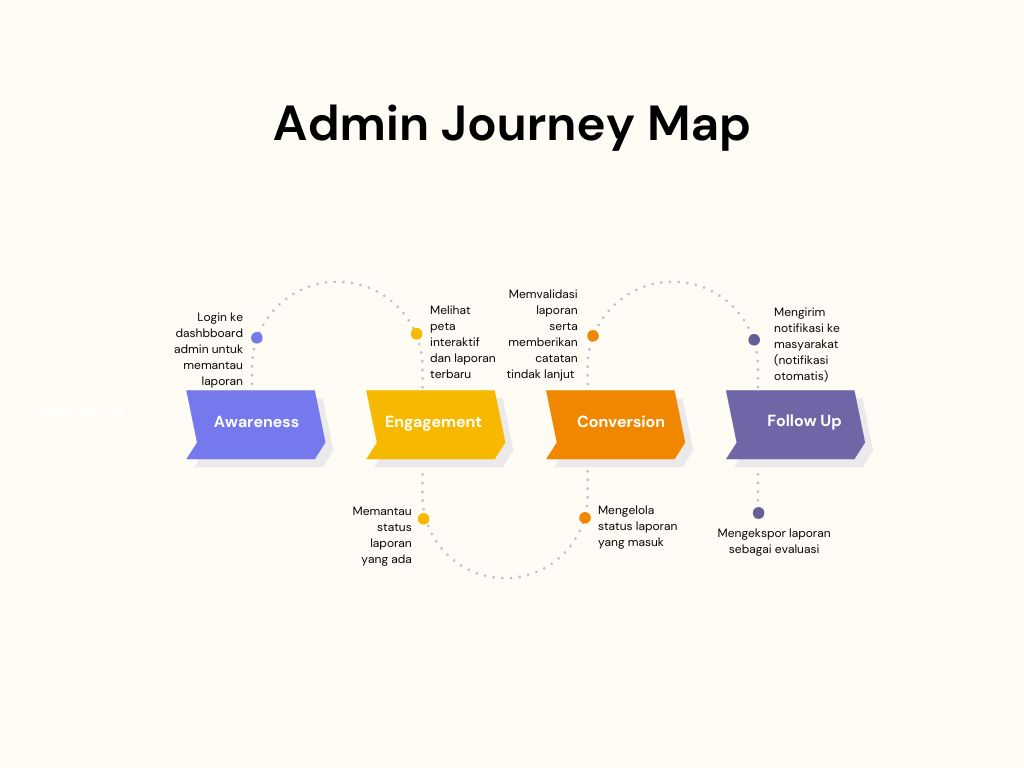 Admin Journey Map
Login ke
dashbboard
admin untuk
memantau
laporan
Melihat
peta
interaktif
dan laporan
terbaru
Memvalidasi
laporan
serta
memberikan
catatan
tindak lanjut
Mengirim
notifikasi ke
masyarakat
(notifikasi
otomatis)
Awareness
Awareness
Engagement
Conversion
Follow Up
Memantau
status
laporan
yang ada
Mengelola
status laporan
yang masuk
Mengekspor laporan
sebagai evaluasi